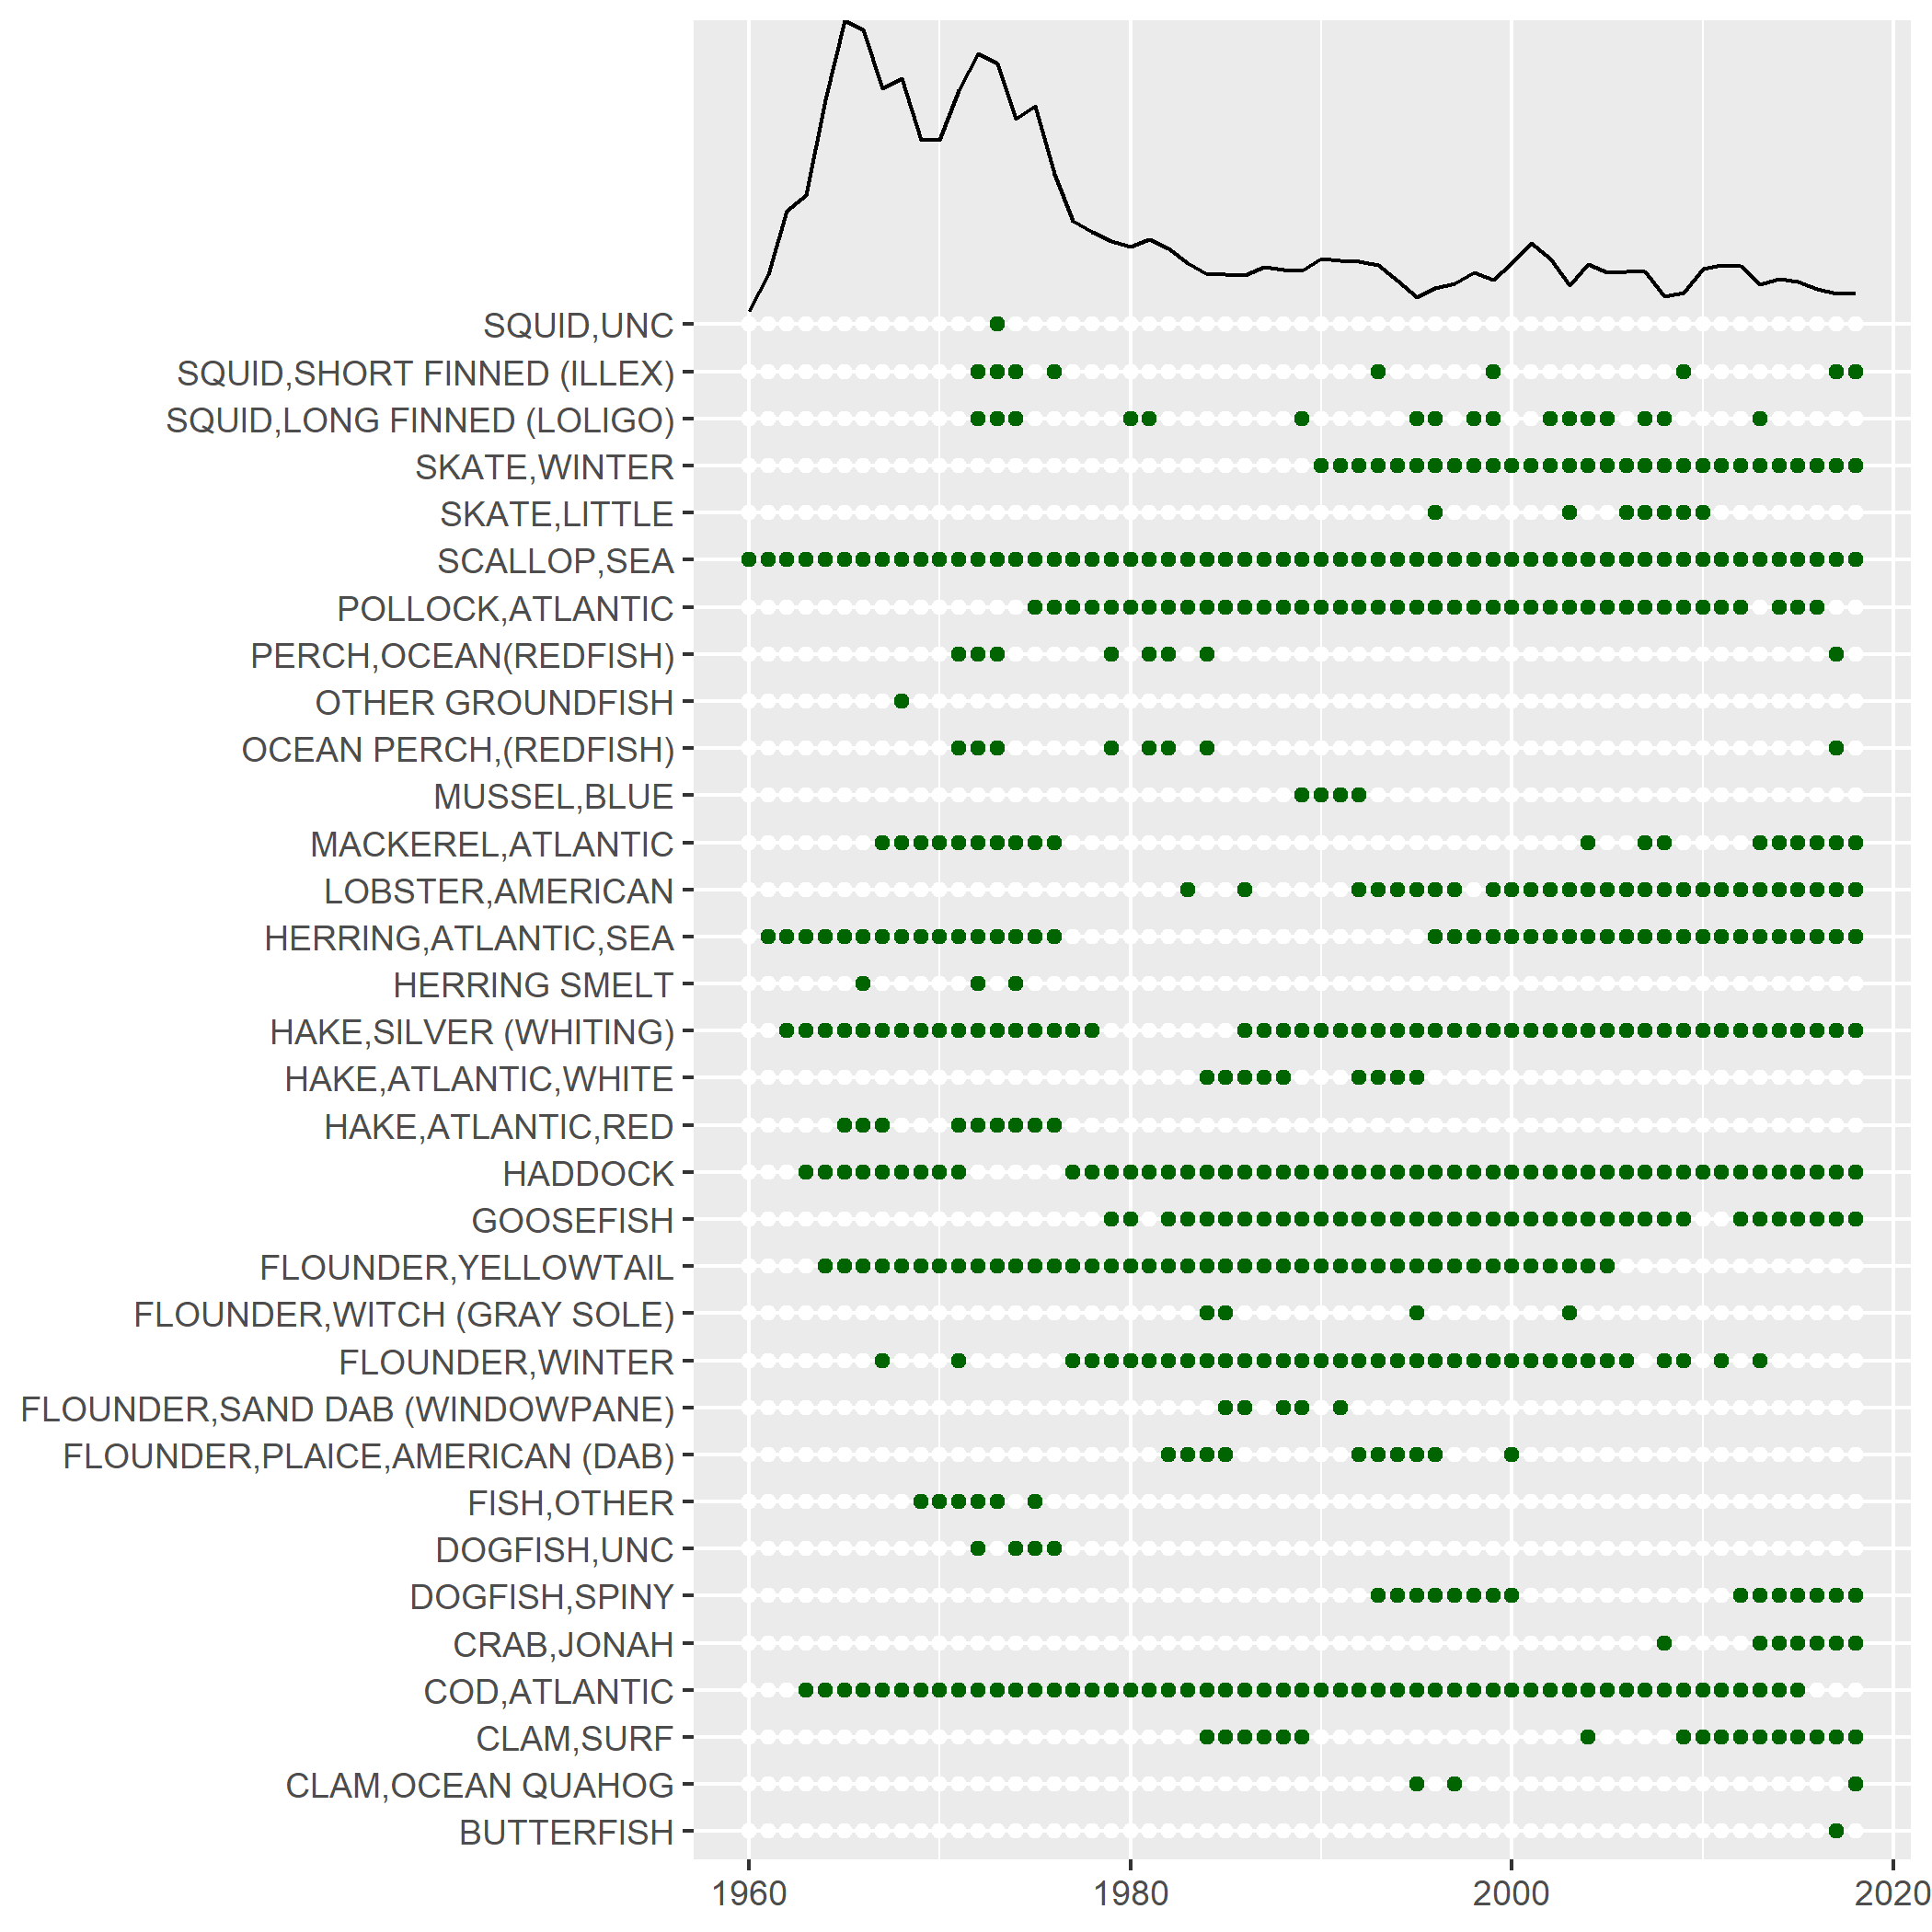 SQUID,UNC
SQUID,SHORT FINNED (ILLEX)
SQUID,LONG FINNED (LOLIGO)
SKATE,WINTER
SKATE,LITTLE
SCALLOP,SEA
POLLOCK,ATLANTIC
PERCH,OCEAN(REDFISH)
OTHER GROUNDFISH
OCEAN PERCH,(REDFISH)
MUSSEL,BLUE
MACKEREL,ATLANTIC
LOBSTER,AMERICAN
HERRING,ATLANTIC,SEA
HERRING SMELT
HAKE,SILVER (WHITING)
HAKE,ATLANTIC,WHITE
HAKE,ATLANTIC,RED
HADDOCK
GOOSEFISH
FLOUNDER,YELLOWTAIL
FLOUNDER,WITCH (GRAY SOLE)
FLOUNDER,WINTER
FLOUNDER,SAND DAB (WINDOWPANE)
FLOUNDER,PLAICE,AMERICAN (DAB)
FISH,OTHER
DOGFISH,UNC
DOGFISH,SPINY
CRAB,JONAH
COD,ATLANTIC
CLAM,SURF
CLAM,OCEAN QUAHOG
BUTTERFISH
1960 1980 2000 2020